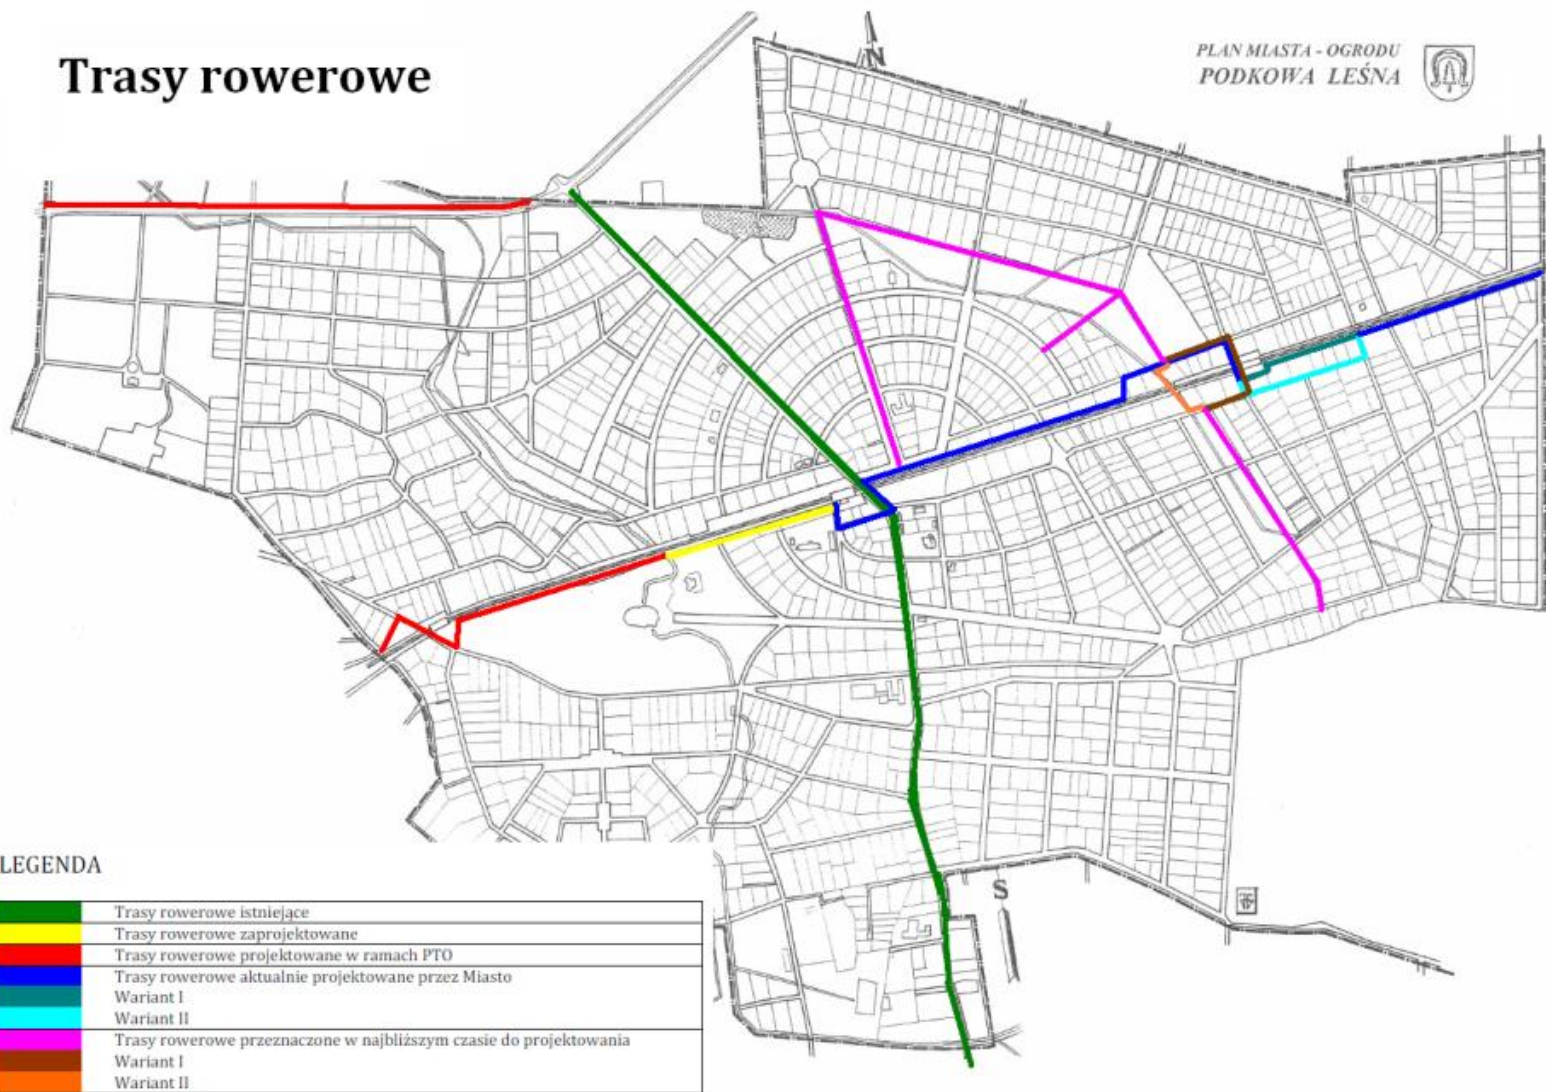 Trasy rowerowe
N
PLAN MIASTA - OGRODU
PODKOWA LEŚNA
S
LEGENDA
Trasy rowerowe istniejące
Trasy rowerowe zaprojektowane
Trasy rowerowe projektowane w ramach PTO
Trasy rowerowe aktualnie projektowane przez Miasto
Wariant I
Wariant II
Trasy rowerowe przeznaczone w najbliższym czasie do projektowania
Wariant I
Wariant II